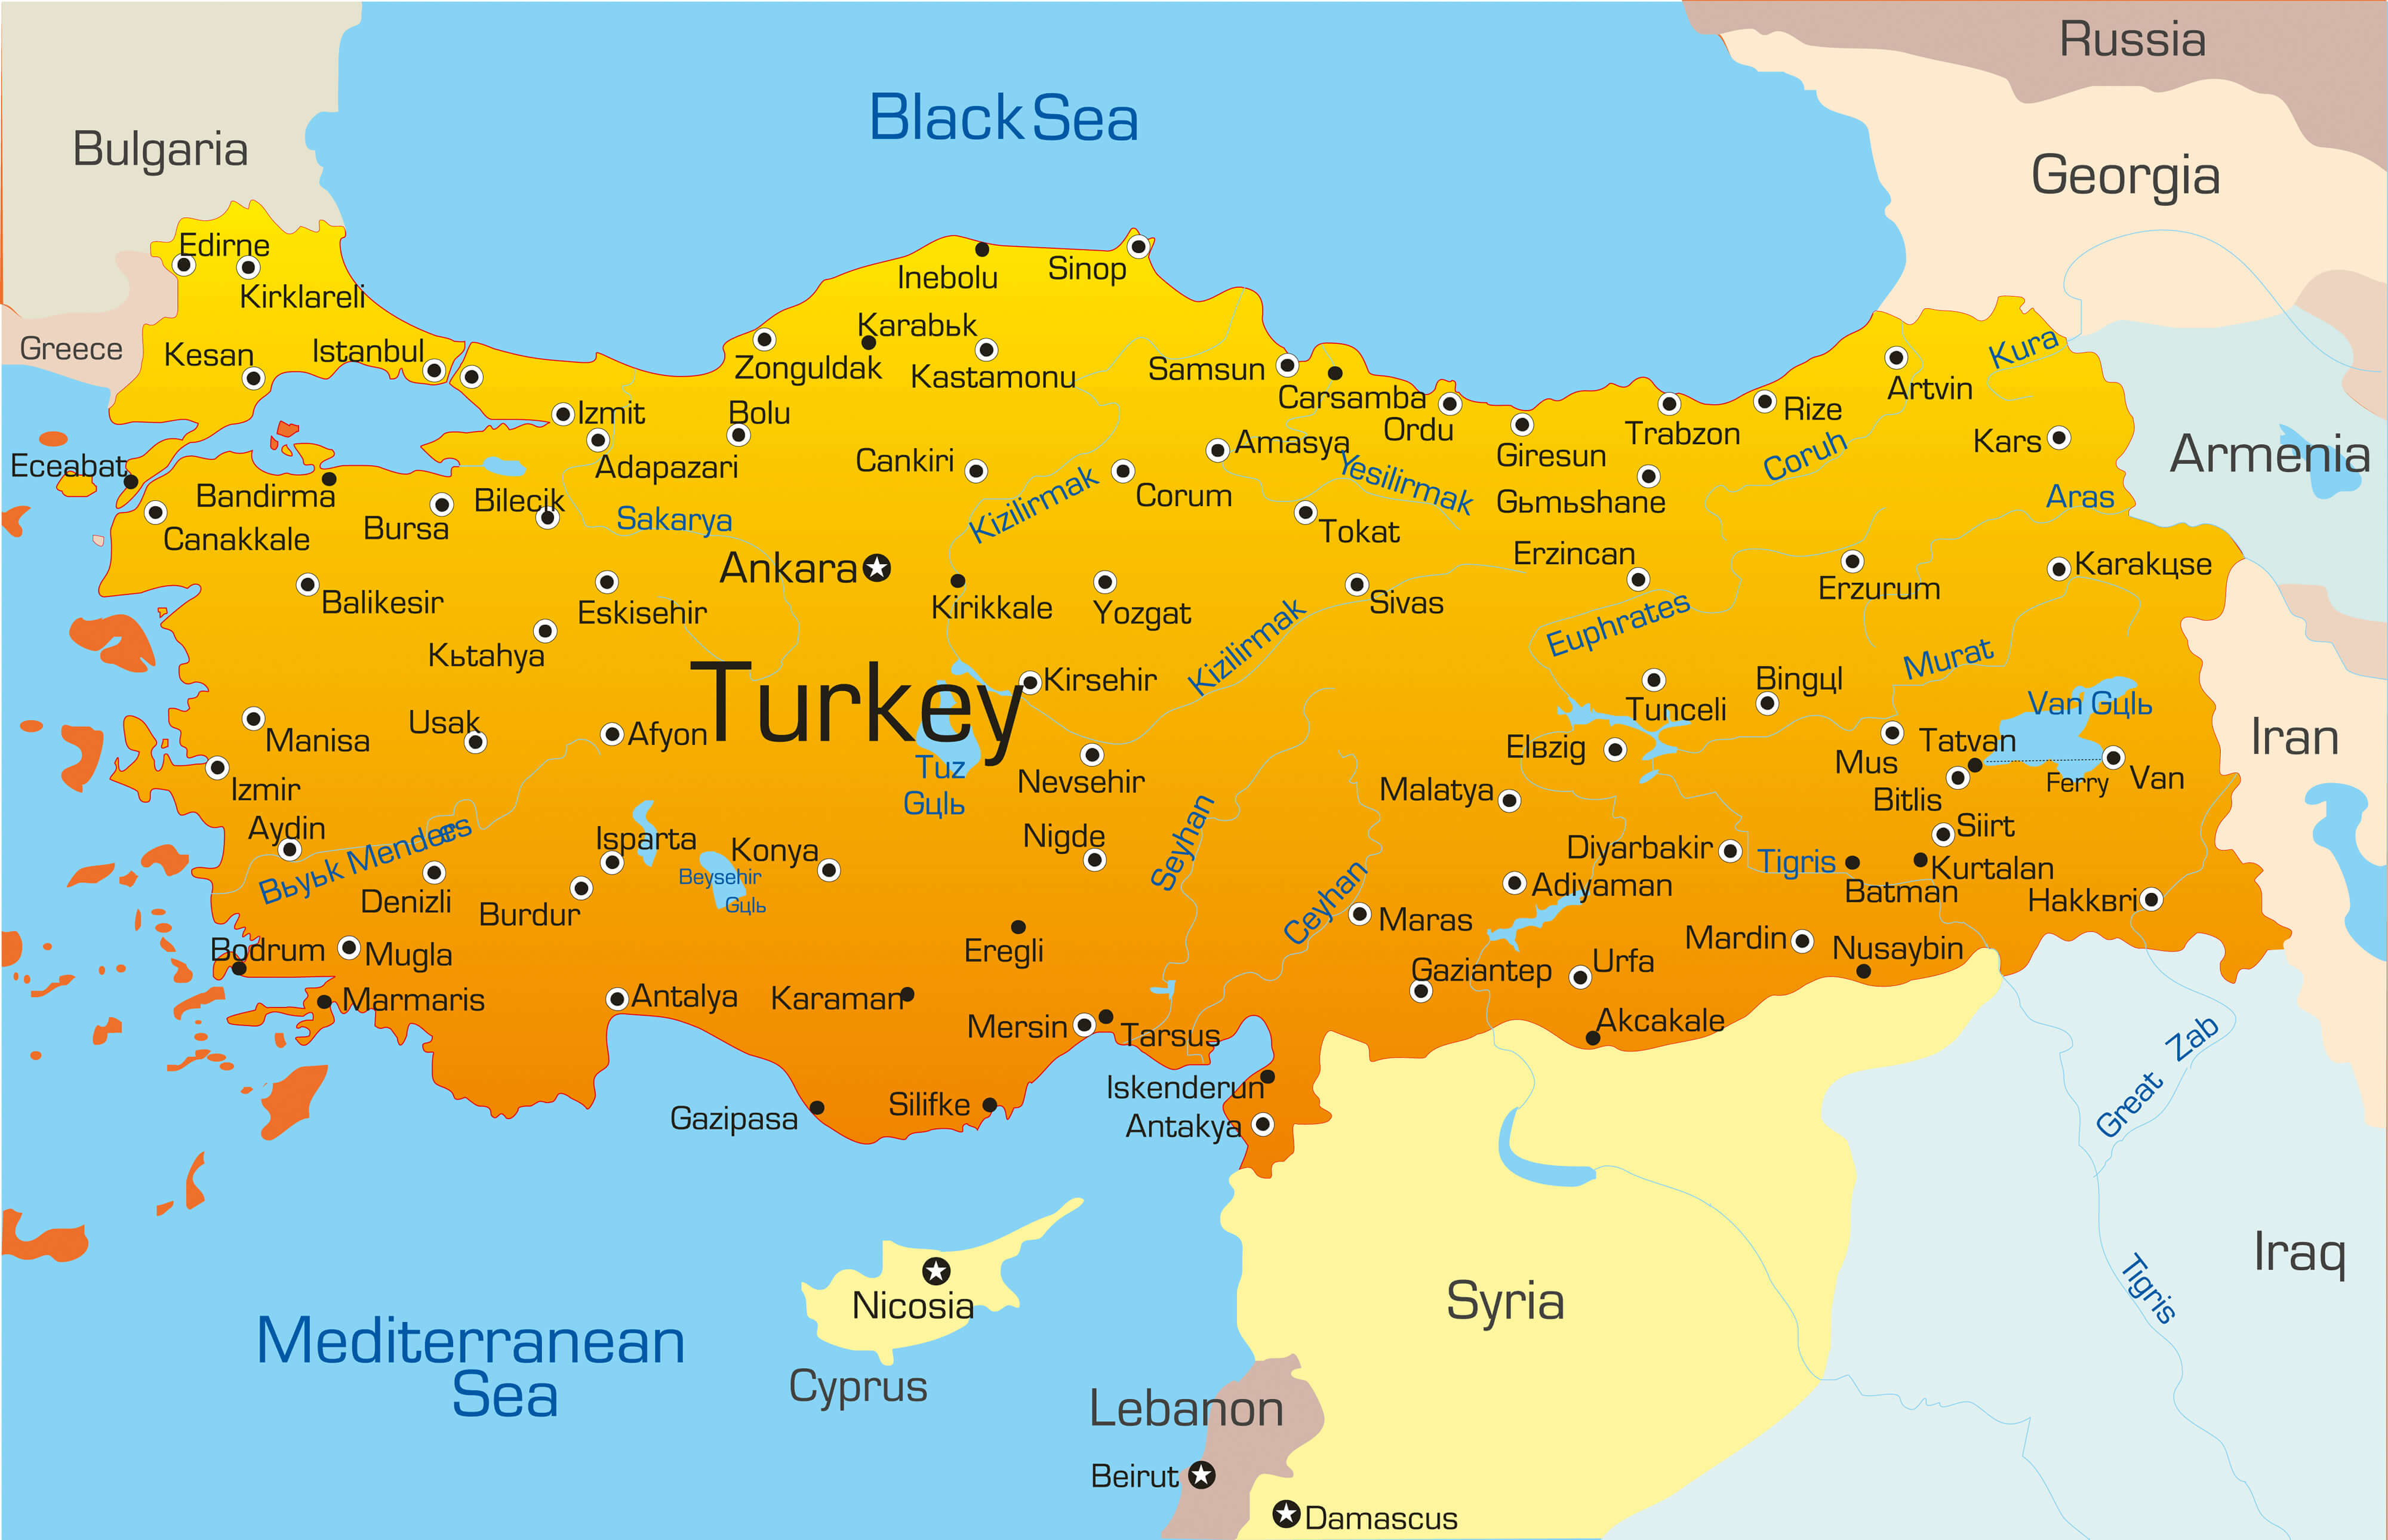 Russia
Black Sea
Bulgaria
Georgia
Edirne
Kirklareli
Inebolu
Sinop
Greece
Kesan
Istanbul
Karabьk
Zonguldak
Kastamonu
Samsun
Carsamba
Ordu
Kura
Artvin
Rize
Izmit
Bolu
Adapazari
Cankiri
Corum
Amasya
Yesilirmak
Giresun
Trabzon
Gьmьshane
Coruh
Kars
Armenia
Aras
Eceabat
Bandirma
Canakkale
Bursa
Bilecik
Sakarya
Kizilirmak
Tokat
Ankara
Erzincan
Erzurum
Karakцse
Balikesir
Eskisehir
Kirikkale
Yozgat
Sivas
Euphrates
Kьtahya
Kizilirmak
Murat
Turkey
Kirsehir
Tunceli
Bingцl
Van Gцlь
Manisa
Usak
Afyon
Elвzig
Mus
Tatvan
Iran
Izmir
Tuz
Gцlь
Nevsehir
Malatya
Bitlis
Ferry
Van
Aydin
Bьyьk Menderes
Isparta
Konya
Nigde
Seyhan
Diyarbakir
Tigris
Siirt
Kurtalan
Batman
Denizli
Burdur
Beysehir
Gцlь
Ceyhan
Adiyaman
Maras
Hakkвri
Bodrum
Mugla
Eregli
Mardin
Nusaybin
Marmaris
Antalya
Karaman
Gaziantep
Urfa
Mersin
Tarsus
Akcakale
Great Zab
Iskenderun
Gazipasa
Silifke
Antakya
Nicosia
Syria
Iraq
Tigris
Mediterranean
Sea
Cyprus
Lebanon
Beirut
Damascus